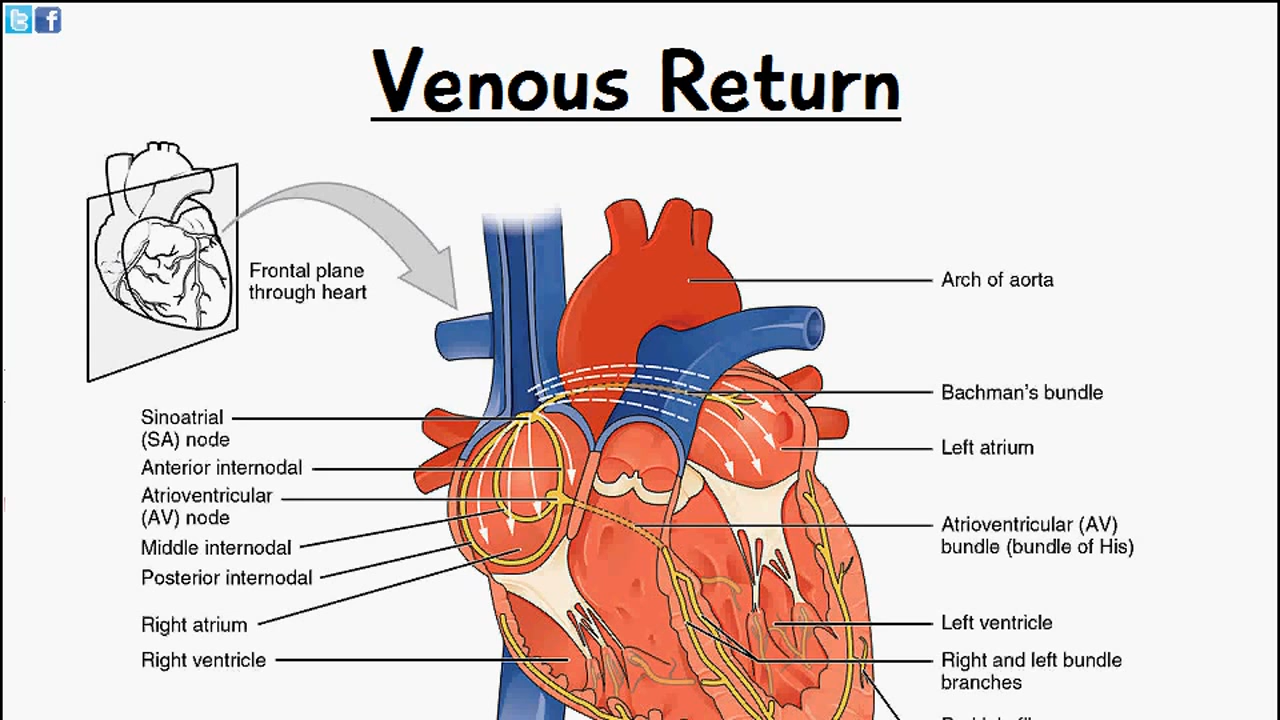 Venous Return
Frontal plane
through heart
Sinoatrial
(SA) node
Anterior internodal
Atrioventricular
(AV) node
Middle internodal
Posterior internodal
Right atrium
Right ventricle
Arch of aorta
Bachman's bundle
Left atrium
Atrioventricular (AV)
bundle (bundle of His)
Left ventricle
Right and left bundle
branches